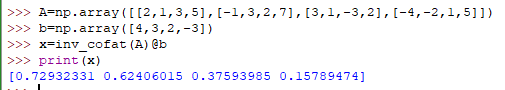 >>> A=np.array([[2,1,3,5],[-1,3,2,7],[3,1,-3,2],[-4,-2,1,5]])
>>> b=np.array([4,3,2,-3])
>>> x=inv_cofat(A)@b
>>> print(x)
[0.72932331 0.62406015 0.37593985 0.15789474]
>>>